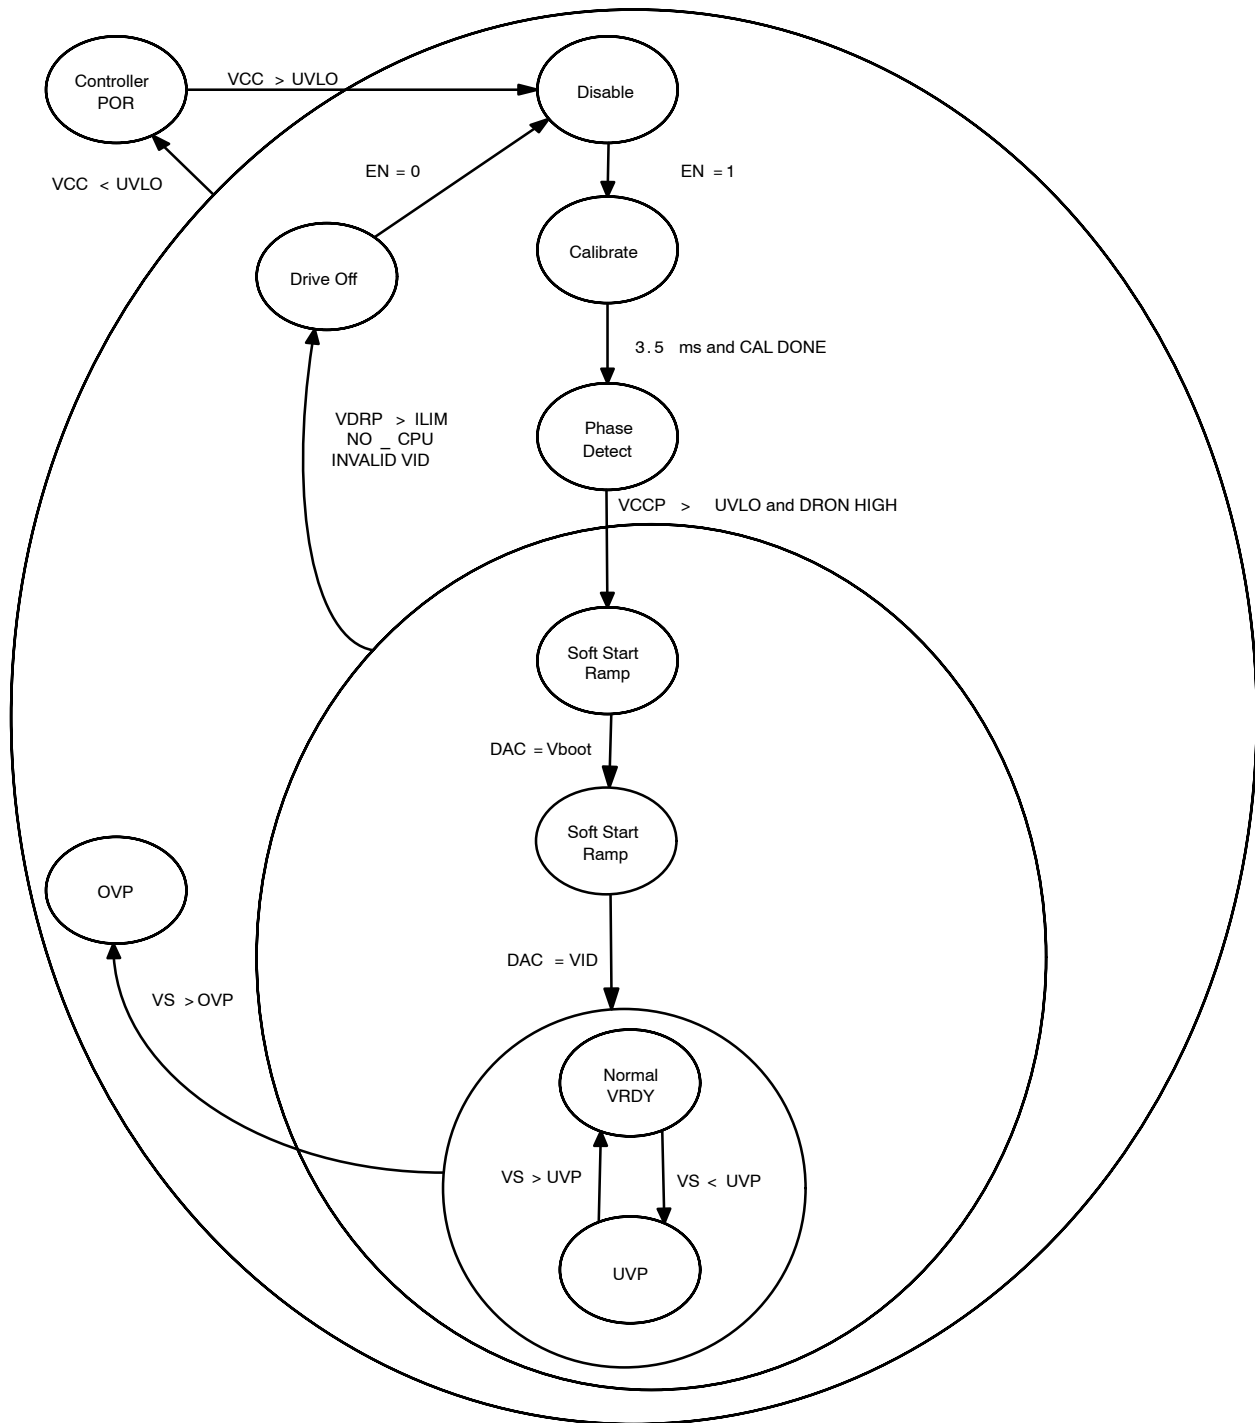 Controller
POR
VCC > UVLO
Disable
VCC < UVLO
EN = 0
EN = 1
Drive Off
Calibrate
3.5 ms and CAL DONE
VDRP > ILIM
NO _ CPU
INVALID VID
Phase
Detect
VCCP > UVLO and DRON HIGH
Soft Start
Ramp
DAC = Vboot
Soft Start
Ramp
OVP
DAC = VID
VS > OVP
Normal
VRDY
VS > UVP
VS < UVP
UVP